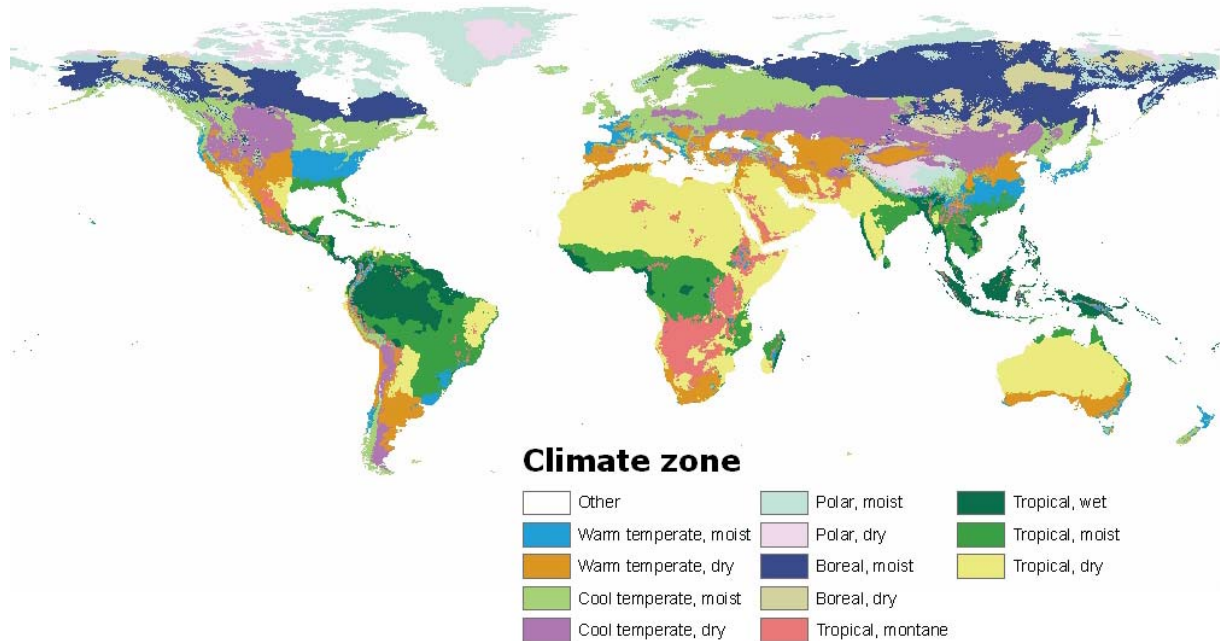 Climate zone
Other
Warm temperate, moist
Warm temperate, dry
Cool temperate, moist
Cool temperate, dry
Polar, moist
Polar, dry
Boreal, moist
Boreal, dry
Tropical, montane
Tropical, wet
Tropical, moist
Tropical, dry